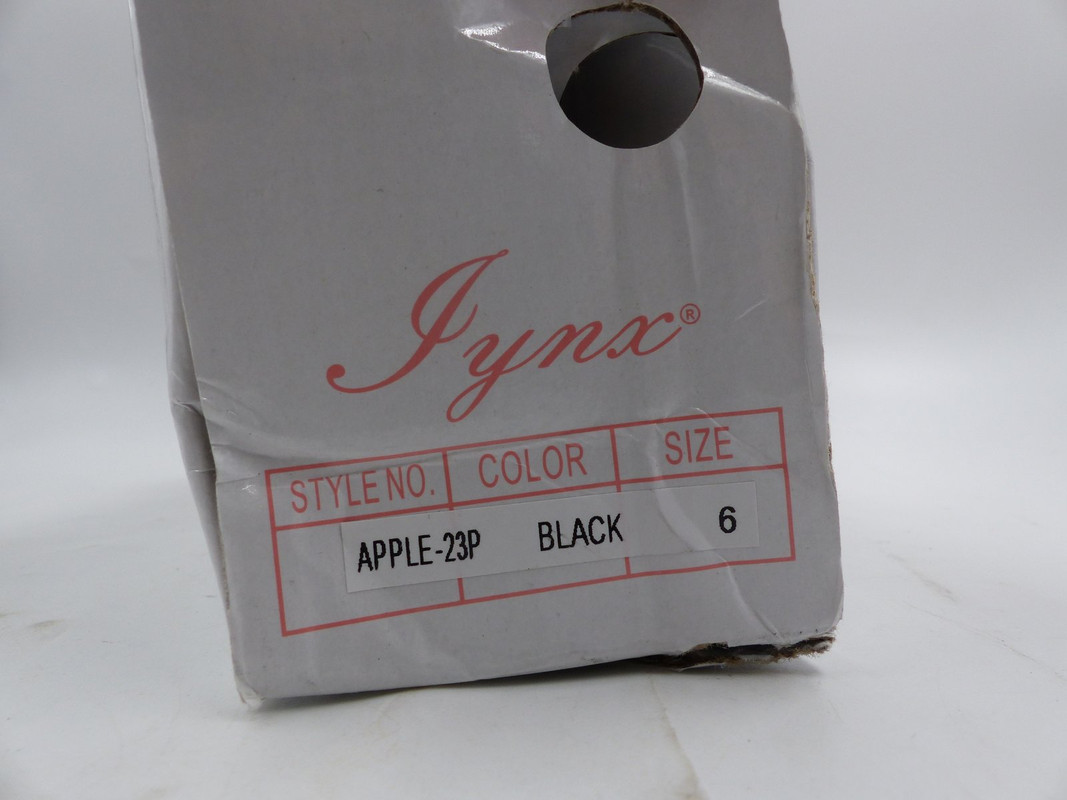 Jynx®
STYLE NO. COLOR SIZE
APPLE-23P BLACK 6